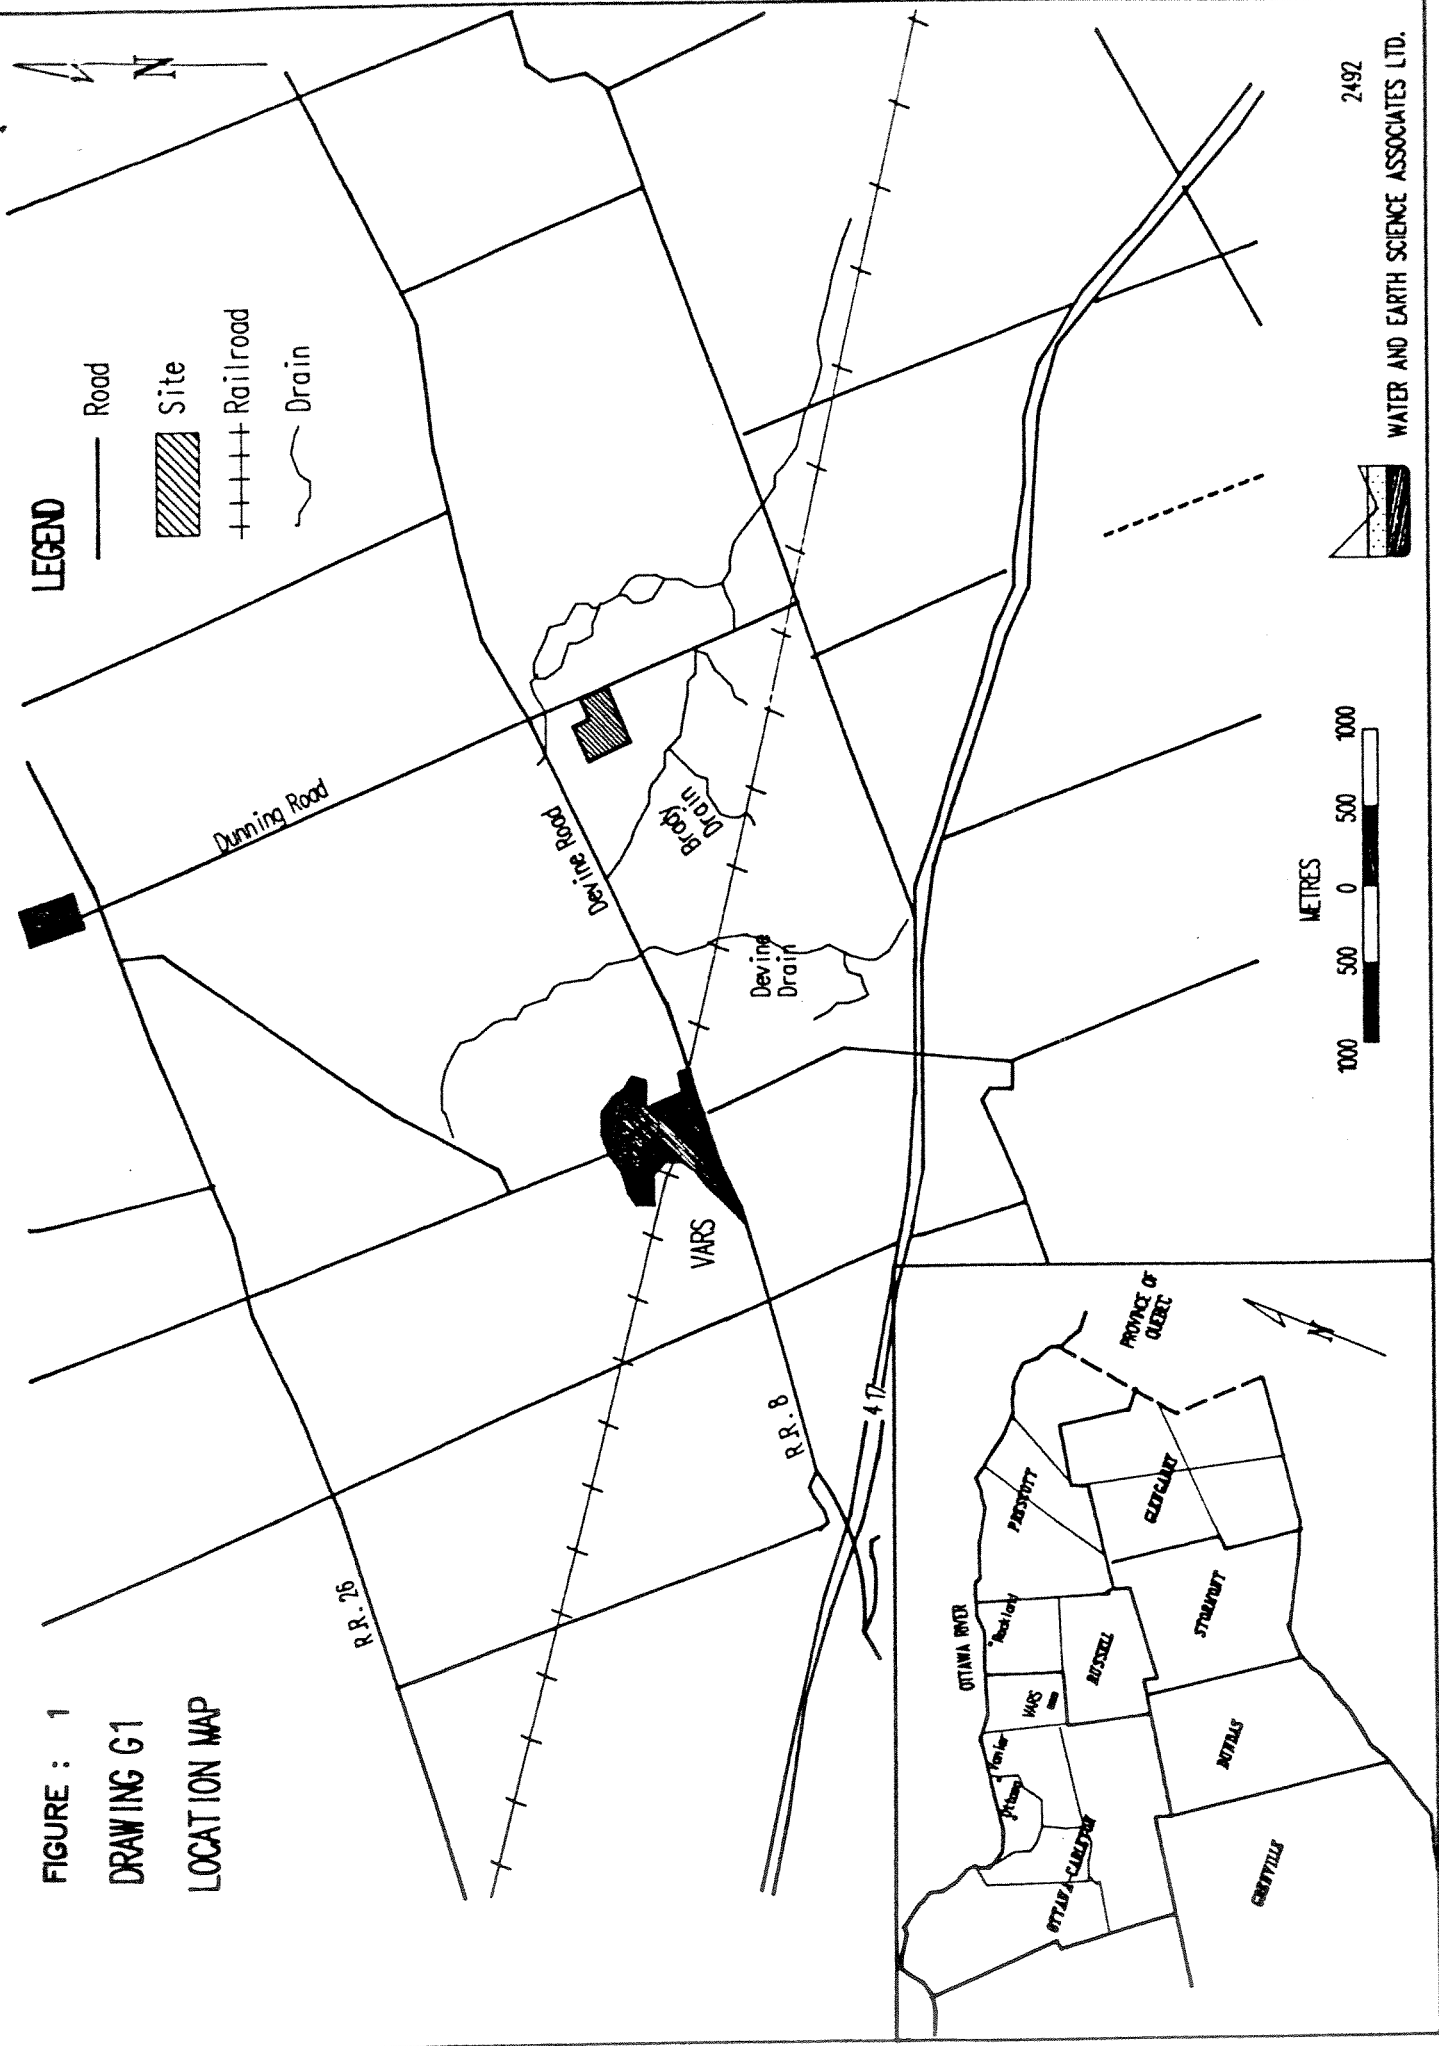 FIGURE : 1
DRAWING G1
LOCATION MAP
LEGEND
Road
Site
Railroad
Drain
N
R.R. 26
Dunning Road
Devine Road
Brady
Drain
Devine
Drain
VARS
R.R. 8
417
METRES
1000 500 0 500 1000
OTTAWA RIVER
PROVINCE OF
QUEBEC
N
PRESCOTT
GLENGARRY
Rockland
VARS
RUSSELL
STORMONT
Vanier
Ottawa
OTTAWA-CARLETON
DUNDAS
GRENVILLE
2492
WATER AND EARTH SCIENCE ASSOCIATES LTD.